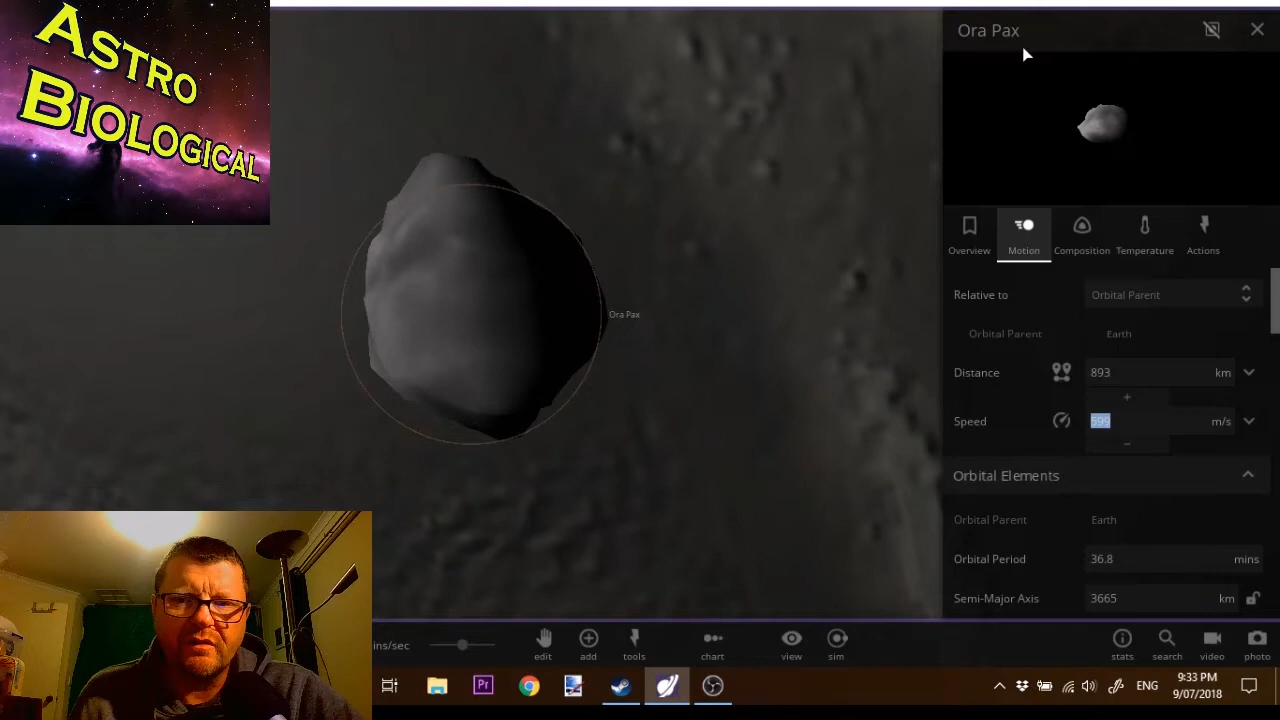 ASTRO
BIOLOGICAL
Ora Pax
Ora Pax
Overview Motion Composition Temperature Actions
Relative to Orbital Parent
Orbital Parent Earth
Distance 893 km
+
Speed 599 m/s
−
Orbital Elements
Orbital Parent Earth
Orbital Period 36.8 mins
Semi-Major Axis 3665 km
ins/sec edit add tools chart view sim stats search video photo
Pr ENG 9:33 PM
9/07/2018